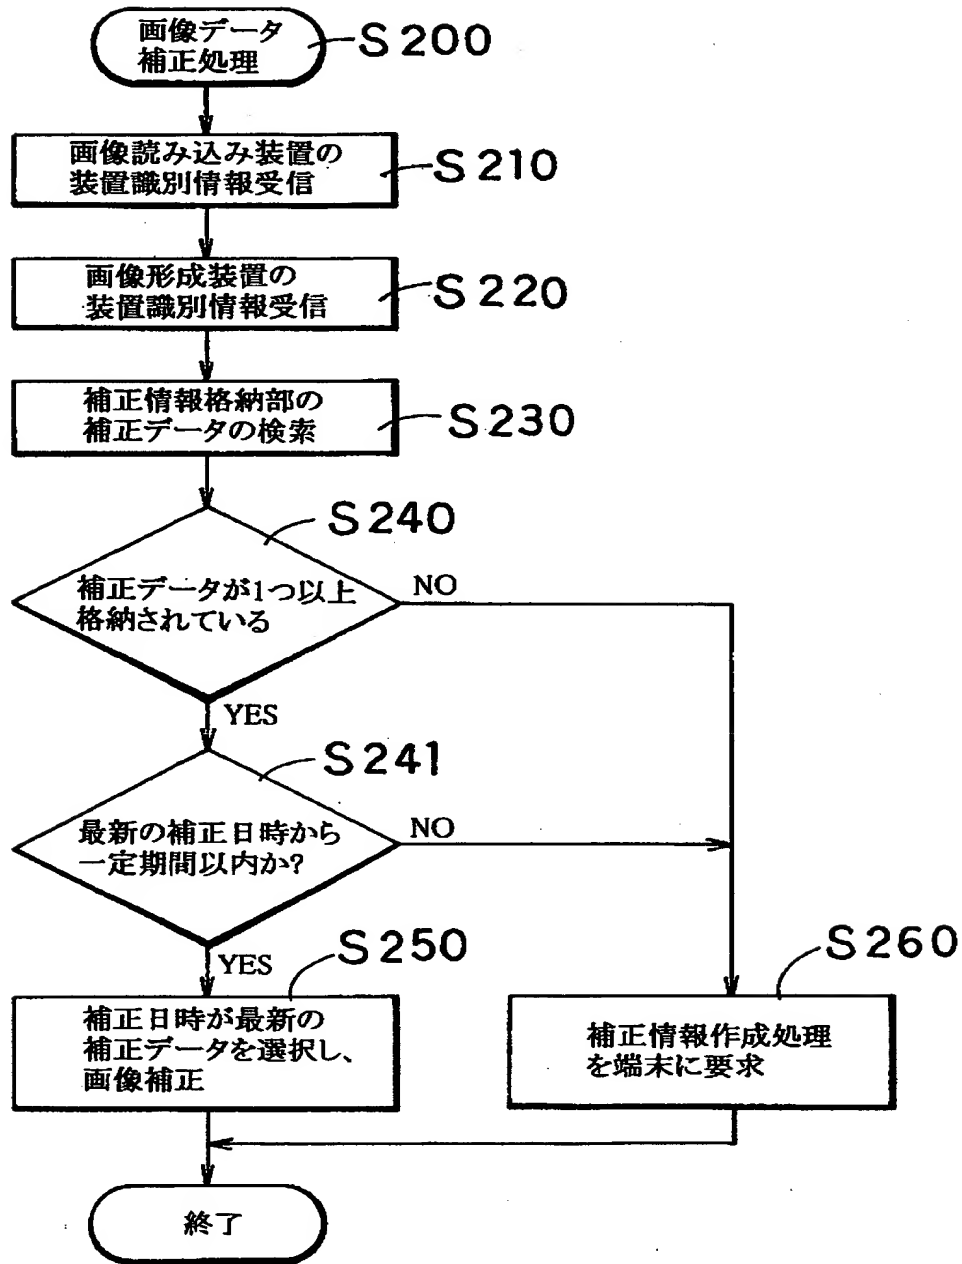 画像データ
補正処理
S200
画像読み込み装置の
装置識別情報受信
S210
画像形成装置の
装置識別情報受信
S220
補正情報格納部の
補正データの検索
S230
S240
補正データが1つ以上
格納されている
NO
YES
S241
最新の補正日時から
一定期間以内か?
NO
YES
S250
補正日時が最新の
補正データを選択し、
画像補正
S260
補正情報作成処理
を端末に要求
終了